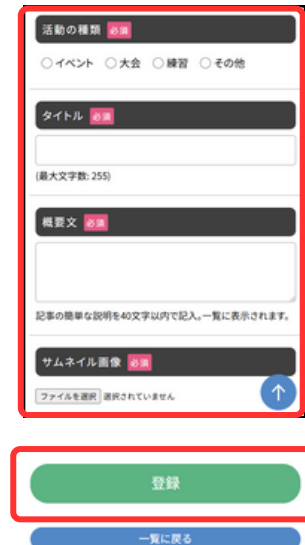 活動の種類 必須
イベント 大会 練習 その他
タイトル 必須
(最大文字数: 255)
概要文 必須
記事の簡単な説明を40文字以内で記入。一覧に表示されます。
サムネイル画像 必須
ファイルを選択 選択されていません
登録
一覧に戻る